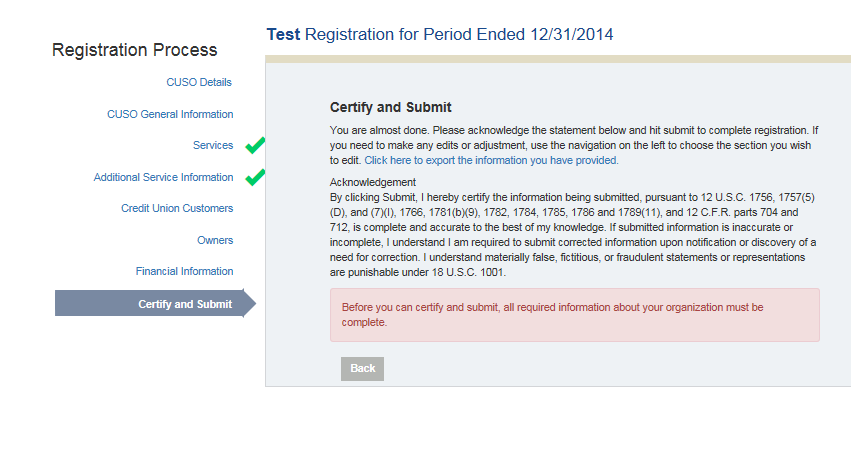 Test Registration for Period Ended 12/31/2014
Registration Process
CUSO Details
CUSO General Information
Services
Additional Service Information
Credit Union Customers
Owners
Financial Information
Certify and Submit
Certify and Submit
You are almost done. Please acknowledge the statement below and hit submit to complete registration. If
you need to make any edits or adjustment, use the navigation on the left to choose the section you wish
to edit. Click here to export the information you have provided.
Acknowledgement
By clicking Submit, I hereby certify the information being submitted, pursuant to 12 U.S.C. 1756, 1757(5)
(D), and (7)(I), 1766, 1781(b)(9), 1782, 1784, 1785, 1786 and 1789(11), and 12 C.F.R. parts 704 and
712, is complete and accurate to the best of my knowledge. If submitted information is inaccurate or
incomplete, I understand I am required to submit corrected information upon notification or discovery of a
need for correction. I understand materially false, fictitious, or fraudulent statements or representations
are punishable under 18 U.S.C. 1001.
Before you can certify and submit, all required information about your organization must be
complete.
Back